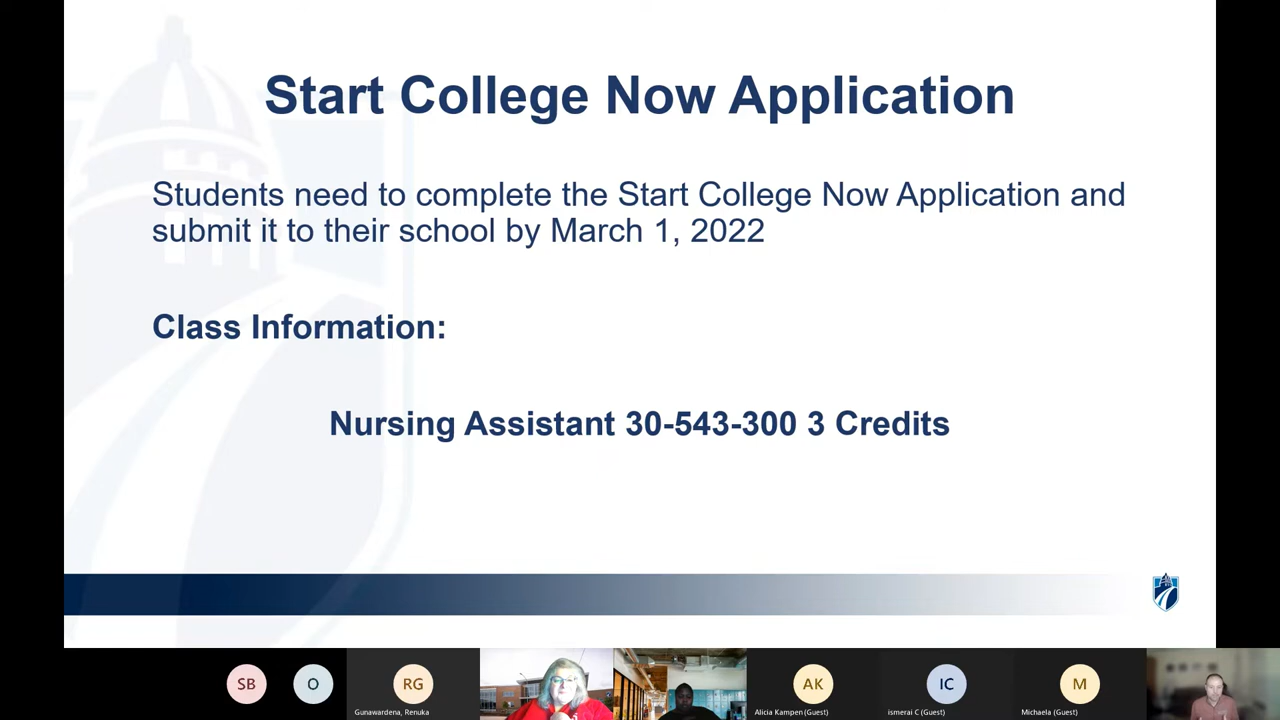 Start College Now Application
Students need to complete the Start College Now Application and
submit it to their school by March 1, 2022
Class Information:
Nursing Assistant 30-543-300 3 Credits
SB
O
RG
Gunawardena, Renuka
AK
Alicia Kampen (Guest)
IC
ismerai C (Guest)
M
Michaela (Guest)